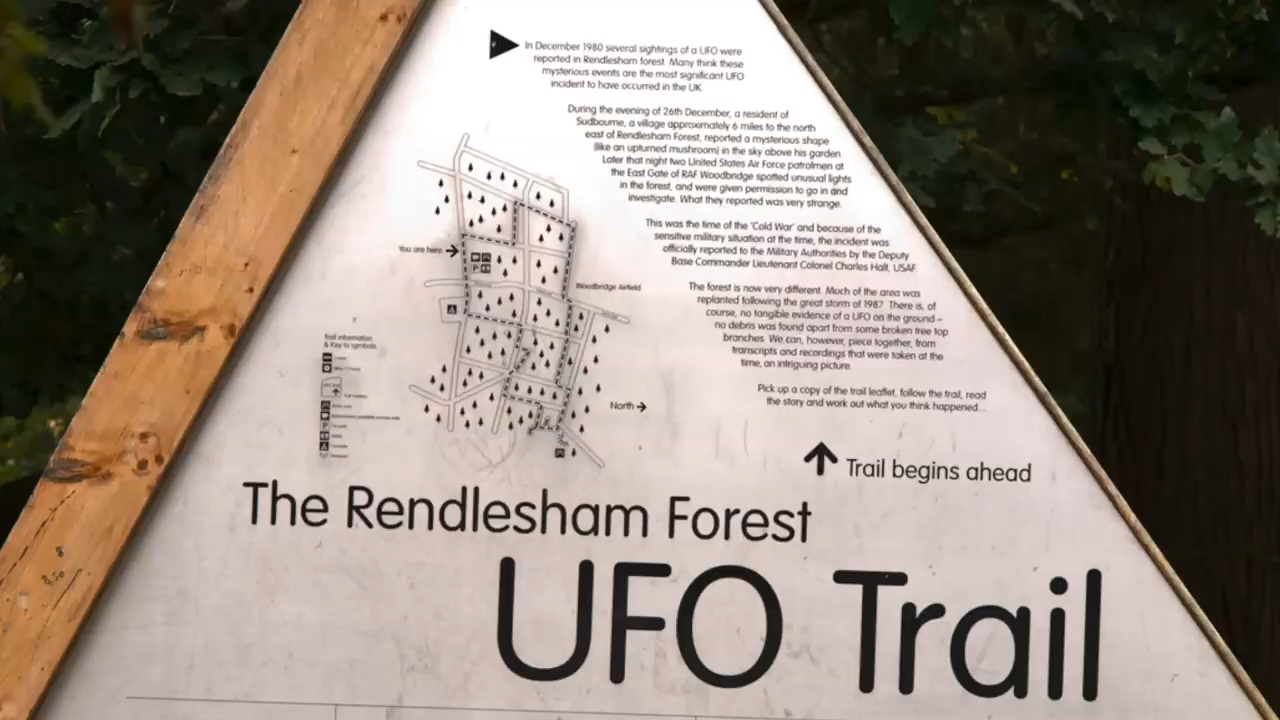 In December 1980 several sightings of a UFO were
reported in Rendlesham forest. Many think these
mysterious events are the most significant UFO
incident to have occurred in the UK.
During the evening of 26th December, a resident of
Sudbourne, a village approximately 6 miles to the north
east of Rendlesham Forest, reported a mysterious shape
(like an upturned mushroom) in the sky above his garden.
Later that night two United States Air Force patrolmen at
the East Gate of RAF Woodbridge spotted unusual lights
in the forest, and were given permission to go in and
investigate. What they reported was very strange.
This was the time of the 'Cold War' and because of the
sensitive military situation at the time, the incident was
officially reported to the Military Authorities by the Deputy
Base Commander Lieutenant Colonel Charles Halt, USAF
The forest is now very different. Much of the area was
replanted following the great storm of 1987. There is, of
course, no tangible evidence of a UFO on the ground –
no debris was found apart from some broken tree top
branches. We can, however, piece together, from
transcripts and recordings that were taken at the
time, an intriguing picture.
Pick up a copy of the trail leaflet, follow the trail, read
the story and work out what you think happened...
You are here
Woodbridge Airfield
Trail information
& Key to symbols
North
Trail begins ahead
The Rendlesham Forest
UFO Trail